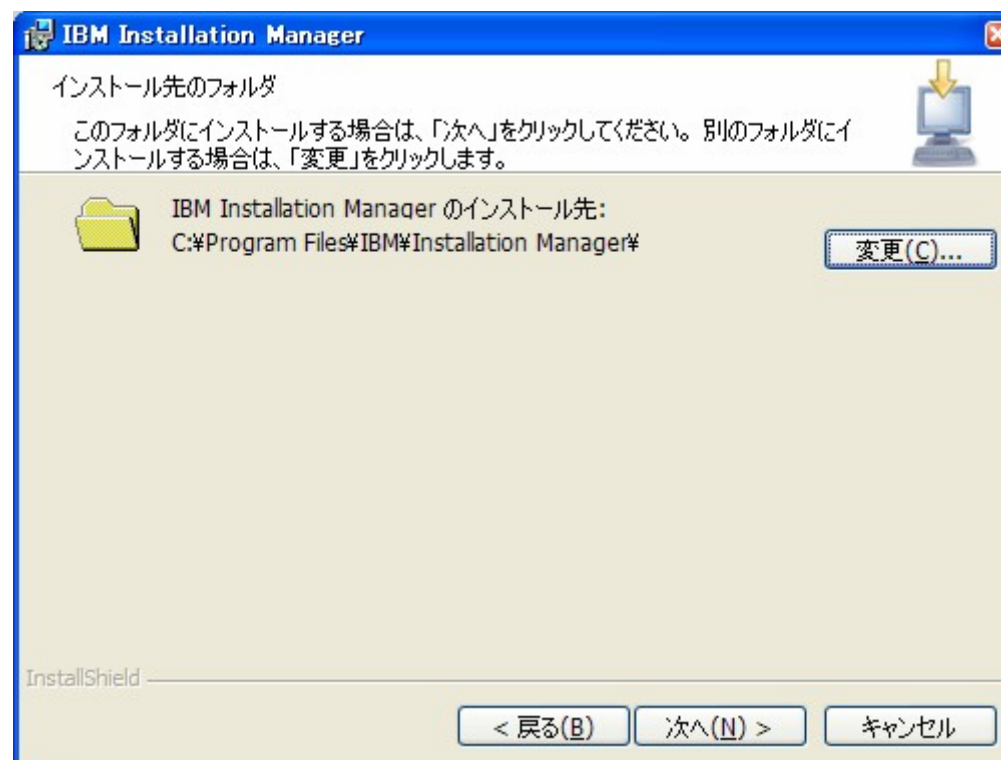 IBM Installation Manager
インストール先のフォルダ
このフォルダにインストールする場合は、「次へ」をクリックしてください。別のフォルダにイ
ンストールする場合は、「変更」をクリックします。
IBM Installation Manager のインストール先:
C:¥Program Files¥IBM¥Installation Manager¥
変更(C)...
InstallShield
< 戻る(B)
次へ(N) >
キャンセル